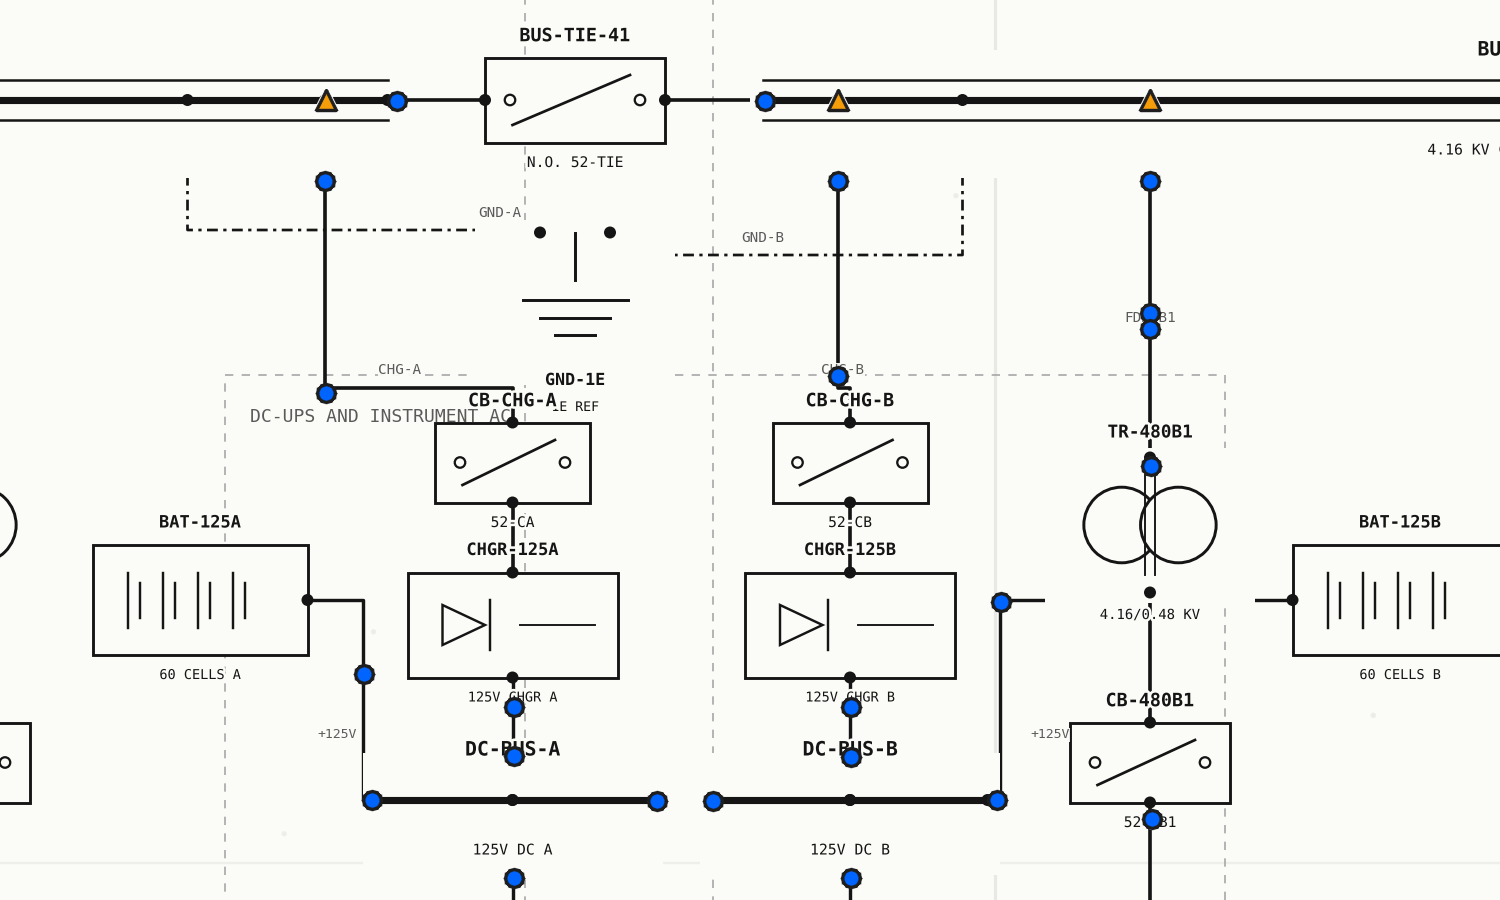 BUS-TIE-41
BU
4.16 KV
N.O. 52-TIE
GND-A
GND-B
CHG-A
GND-1E
1E REF
CB-CHG-A
DC-UPS AND INSTRUMENT AC
CB-CHG-B
TR-480B1
BAT-125A
52-CA
52-CB
BAT-125B
CHGR-125A
CHGR-125B
4.16/0.48 KV
60 CELLS A
60 CELLS B
125V CHGR A
125V CHGR B
CB-480B1
+125V
+125V
DC-BUS-A
DC-BUS-B
125V DC A
125V DC B